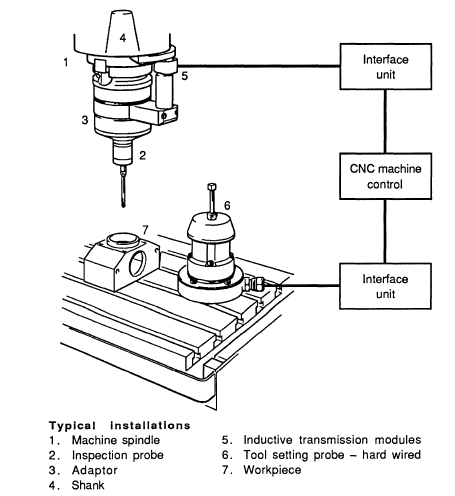 4
1
5
3
2
6
7
Interface
unit
CNC machine
control
Interface
unit
Typical installations
1. Machine spindle
2. Inspection probe
3. Adaptor
4. Shank
5. Inductive transmission modules
6. Tool setting probe – hard wired
7. Workpiece